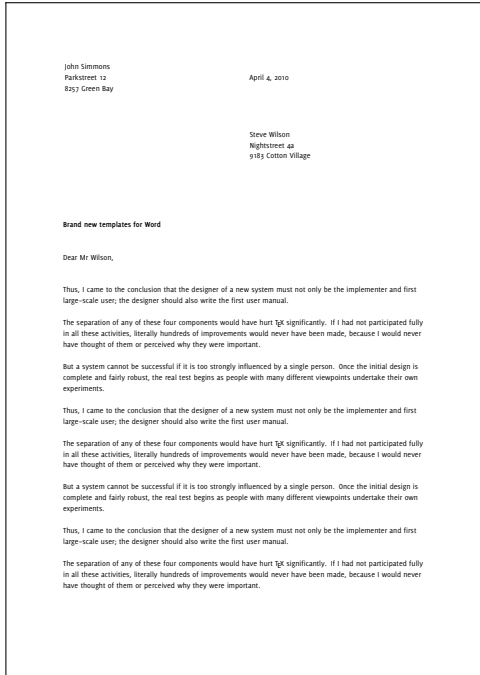 John Simmons
Parkstreet 12
8257 Green Bay
April 4, 2010
Steve Wilson
Nightstreet 4a
9183 Cotton Village
Brand new templates for Word
Dear Mr Wilson,
Thus, I came to the conclusion that the designer of a new system must not only be the implementer and first
large-scale user; the designer should also write the first user manual.
The separation of any of these four components would have hurt TEX significantly. If I had not participated fully
in all these activities, literally hundreds of improvements would never have been made, because I would never
have thought of them or perceived why they were important.
But a system cannot be successful if it is too strongly influenced by a single person. Once the initial design is
complete and fairly robust, the real test begins as people with many different viewpoints undertake their own
experiments.
Thus, I came to the conclusion that the designer of a new system must not only be the implementer and first
large-scale user; the designer should also write the first user manual.
The separation of any of these four components would have hurt TEX significantly. If I had not participated fully
in all these activities, literally hundreds of improvements would never have been made, because I would never
have thought of them or perceived why they were important.
But a system cannot be successful if it is too strongly influenced by a single person. Once the initial design is
complete and fairly robust, the real test begins as people with many different viewpoints undertake their own
experiments.
Thus, I came to the conclusion that the designer of a new system must not only be the implementer and first
large-scale user; the designer should also write the first user manual.
The separation of any of these four components would have hurt TEX significantly. If I had not participated fully
in all these activities, literally hundreds of improvements would never have been made, because I would never
have thought of them or perceived why they were important.